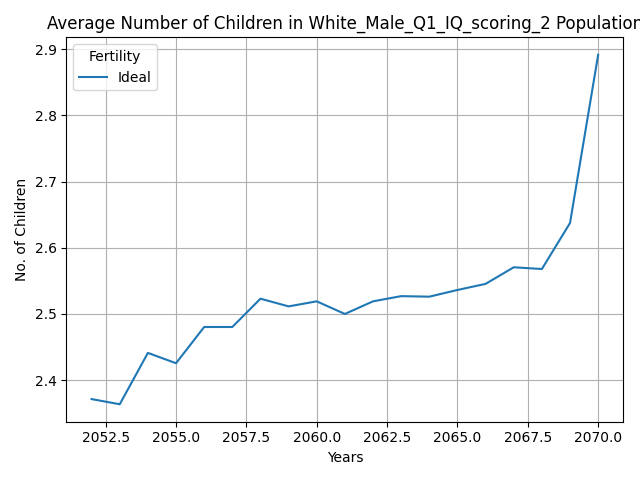 Average Number of Children in White_Male_Q1_IQ_scoring_2 Population
Fertility
Ideal
2.9
2.8
2.7
2.6
2.5
2.4
No. of Children
2052.5 2055.0 2057.5 2060.0 2062.5 2065.0 2067.5 2070.0
Years